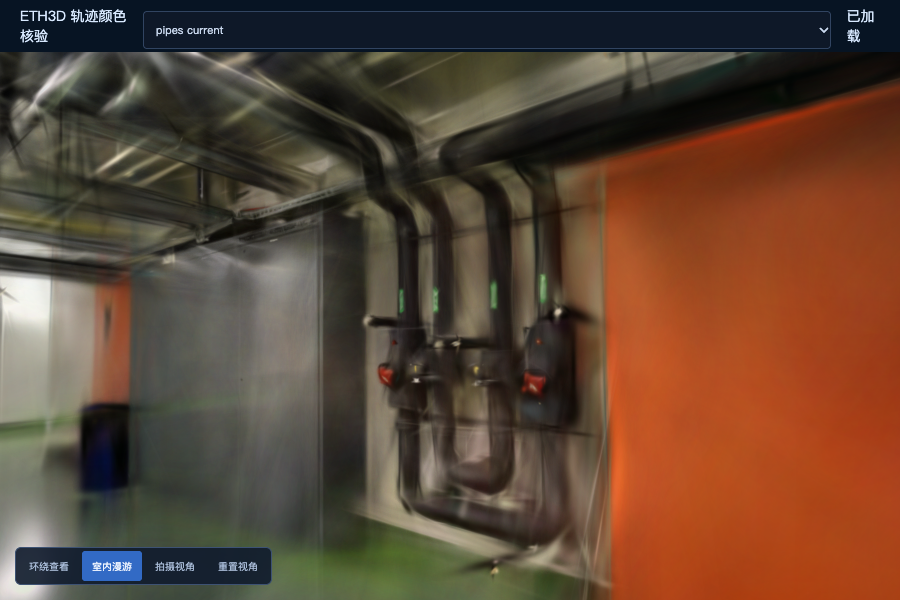 ETH3D 轨迹颜色
核验
pipes current
已加
载
环绕查看
室内漫游
拍摄视角
重置视角